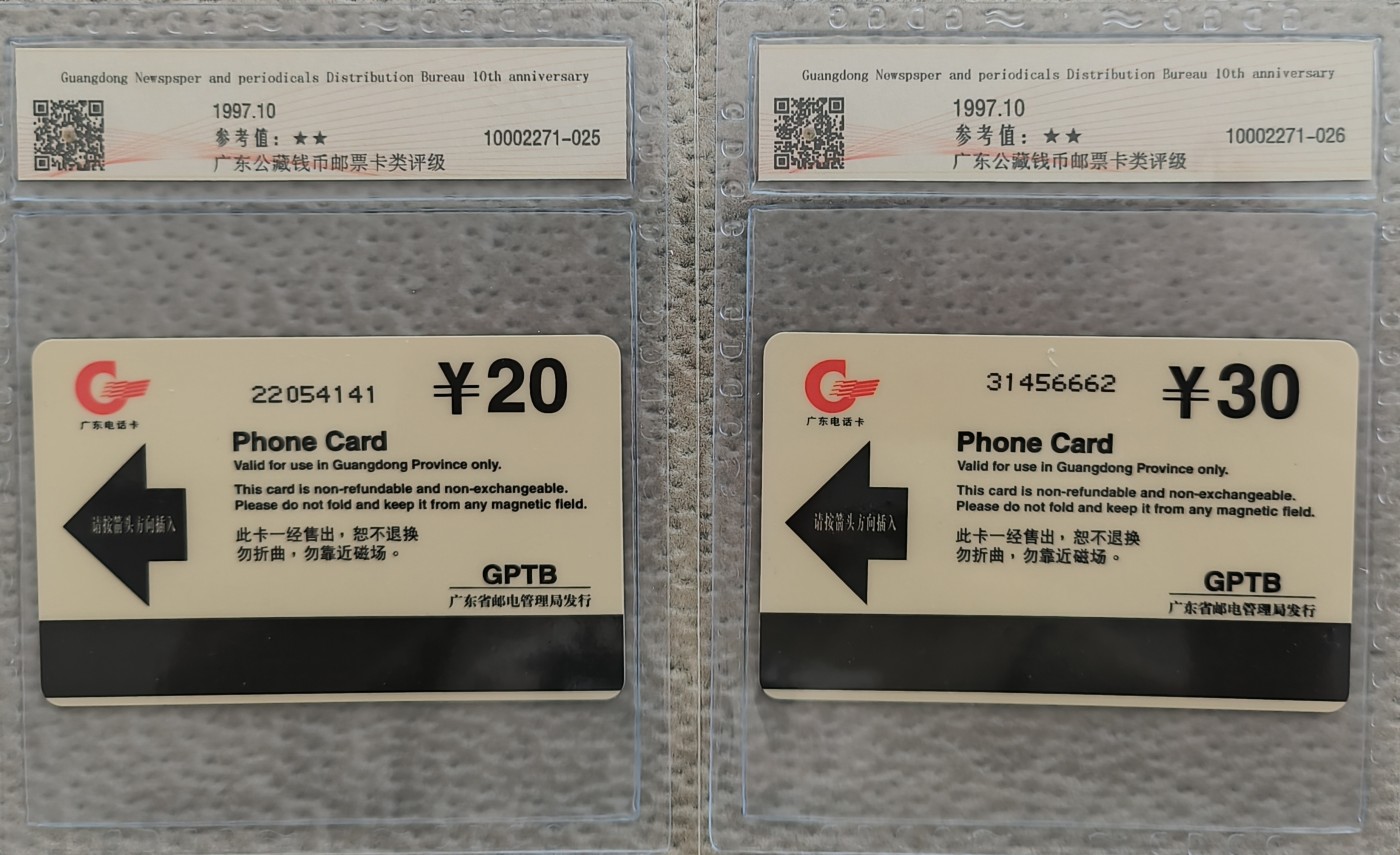 Guangdong Newspsper and periodicals Distribution Bureau 10th anniversary
1997.10
参考值：★★
10002271-025
广东公藏钱币邮票卡类评级
广东电话卡
22054141
¥20
Phone Card
Valid for use in Guangdong Province only.
This card is non-refundable and non-exchangeable.
Please do not fold and keep it from any magnetic field.
请按箭头方向插入
此卡一经售出，恕不退换
勿折曲，勿靠近磁场。
GPTB
广东省邮电管理局发行
Guangdong Newspsper and periodicals Distribution Bureau 10th anniversary
1997.10
参考值：★★
10002271-026
广东公藏钱币邮票卡类评级
广东电话卡
31456662
¥30
Phone Card
Valid for use in Guangdong Province only.
This card is non-refundable and non-exchangeable.
Please do not fold and keep it from any magnetic field.
请按箭头方向插入
此卡一经售出，恕不退换
勿折曲，勿靠近磁场。
GPTB
广东省邮电管理局发行